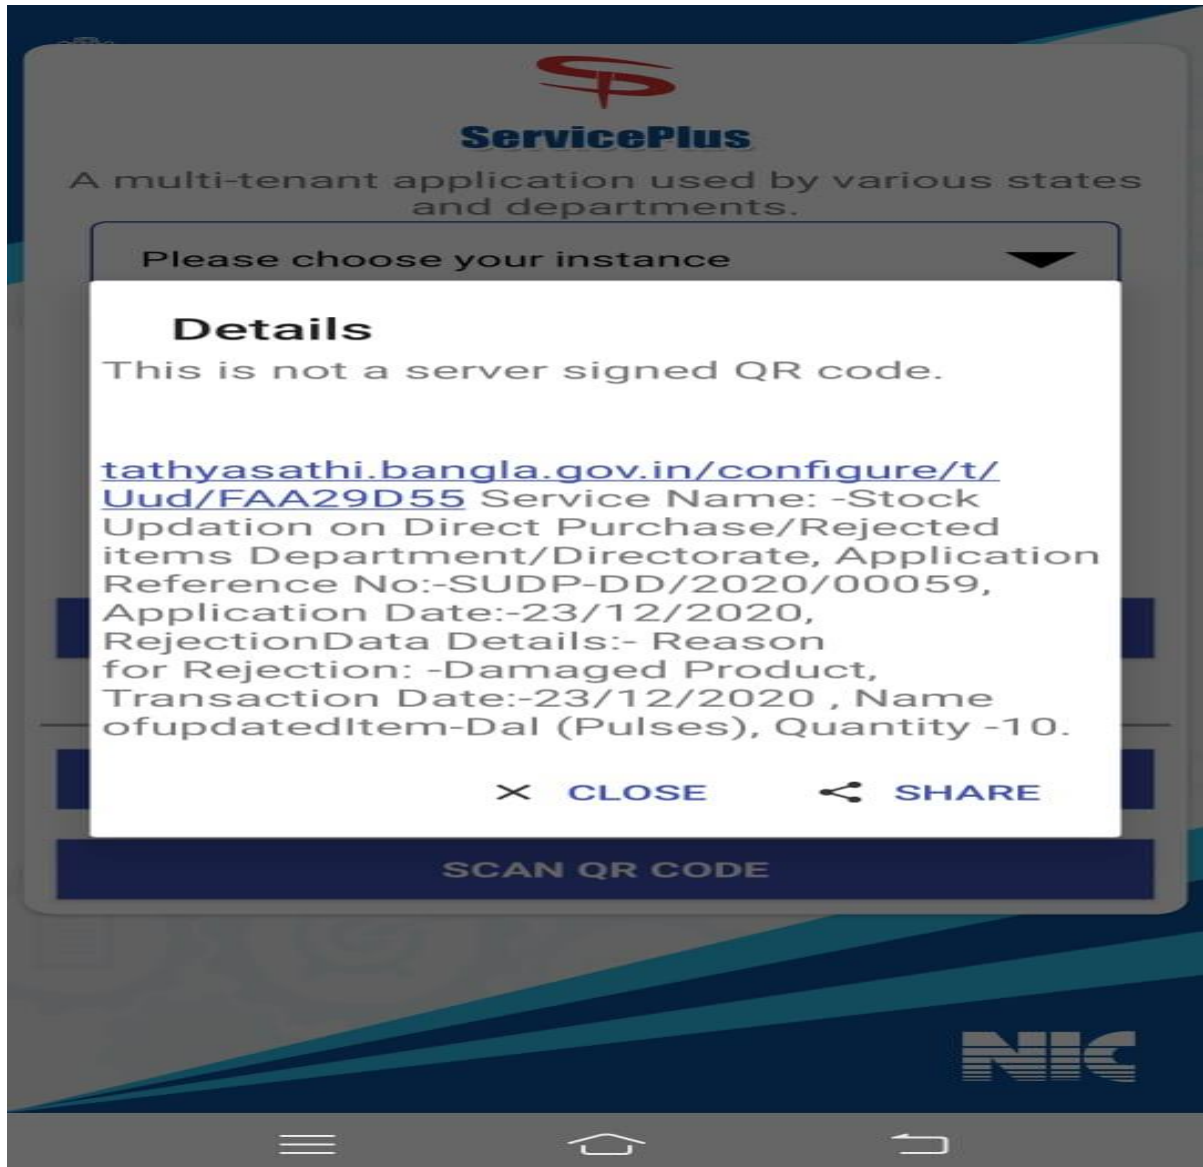 ServicePlus
A multi-tenant application used by various states
and departments.
Please choose your instance
Details
This is not a server signed QR code.
tathyasathi.bangla.gov.in/configure/t/
Uud/FAA29D55 Service Name: -Stock
Updation on Direct Purchase/Rejected
items Department/Directorate, Application
Reference No:-SUDP-DD/2020/00059,
Application Date:-23/12/2020,
RejectionData Details:- Reason
for Rejection: -Damaged Product,
Transaction Date:-23/12/2020 , Name
ofupdatedItem-Dal (Pulses), Quantity -10.
CLOSE SHARE
SCAN QR CODE
NIC